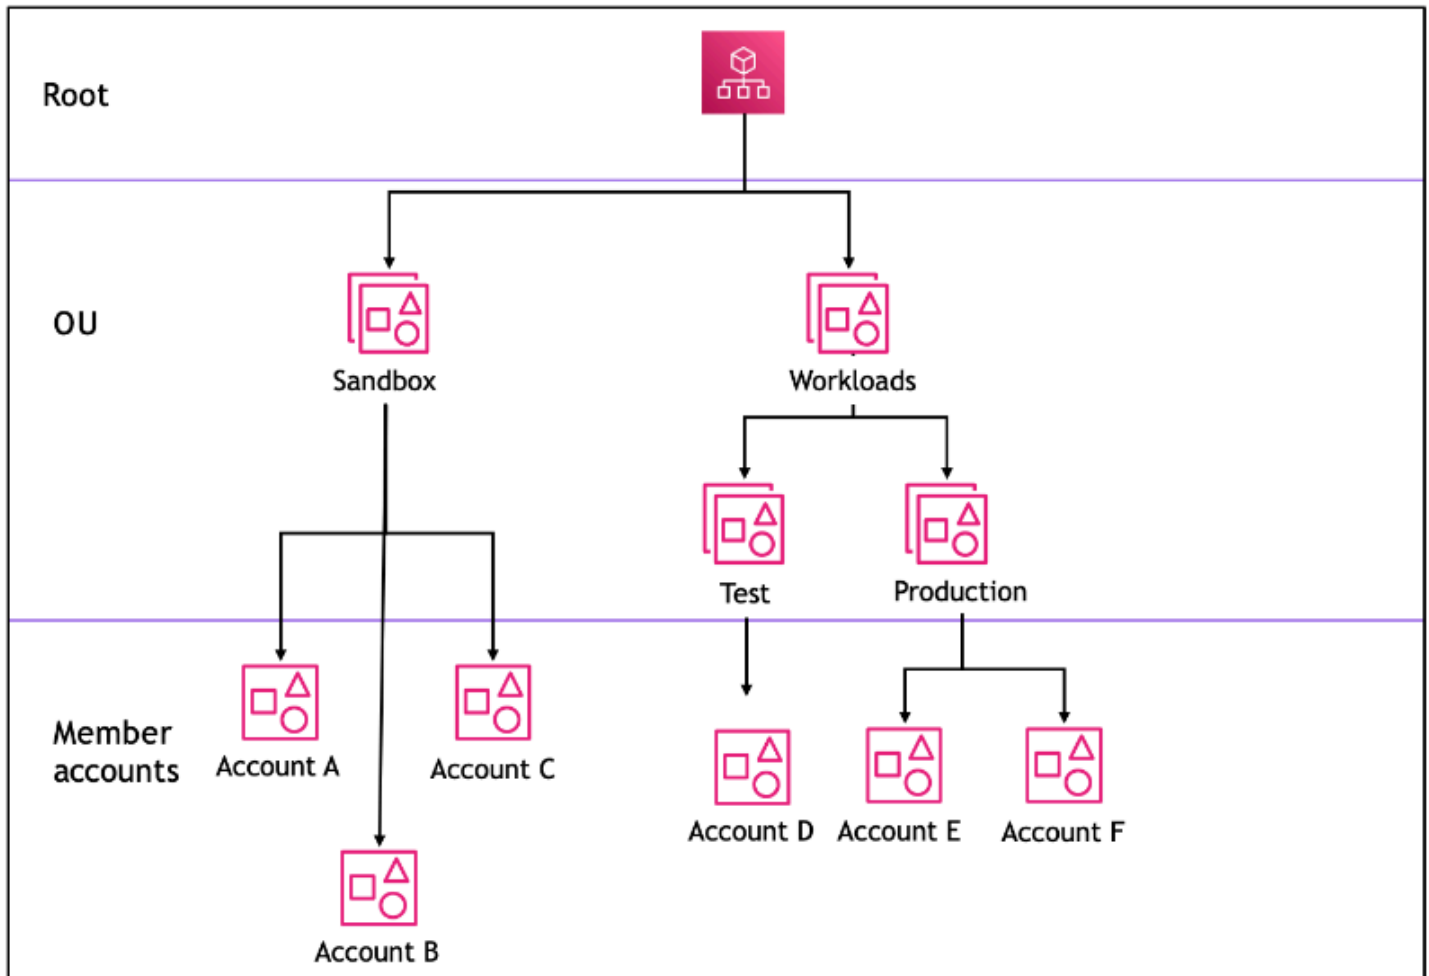 Root
OU
Sandbox
Workloads
Test
Production
Member
accounts
Account A
Account C
Account D
Account E
Account F
Account B